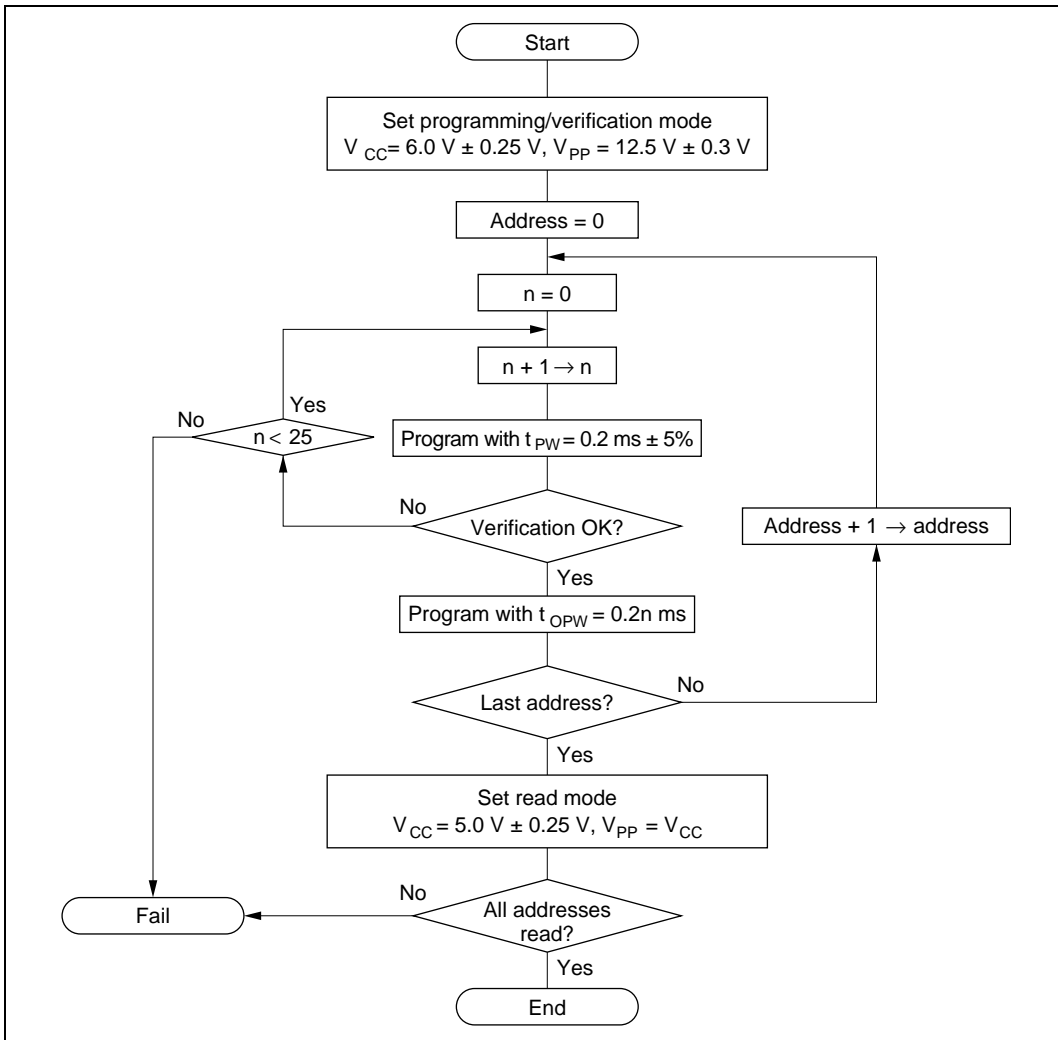 Start
Set programming/verification mode
V CC = 6.0 V ± 0.25 V, V PP = 12.5 V ± 0.3 V
Address = 0
n = 0
n + 1 → n
No
Yes
n < 25
Program with t PW = 0.2 ms ± 5%
No
Verification OK?
Address + 1 → address
Yes
Program with t OPW = 0.2n ms
Last address?
No
Yes
Set read mode
V CC = 5.0 V ± 0.25 V, V PP = V CC
No
Fail
All addresses
read?
Yes
End